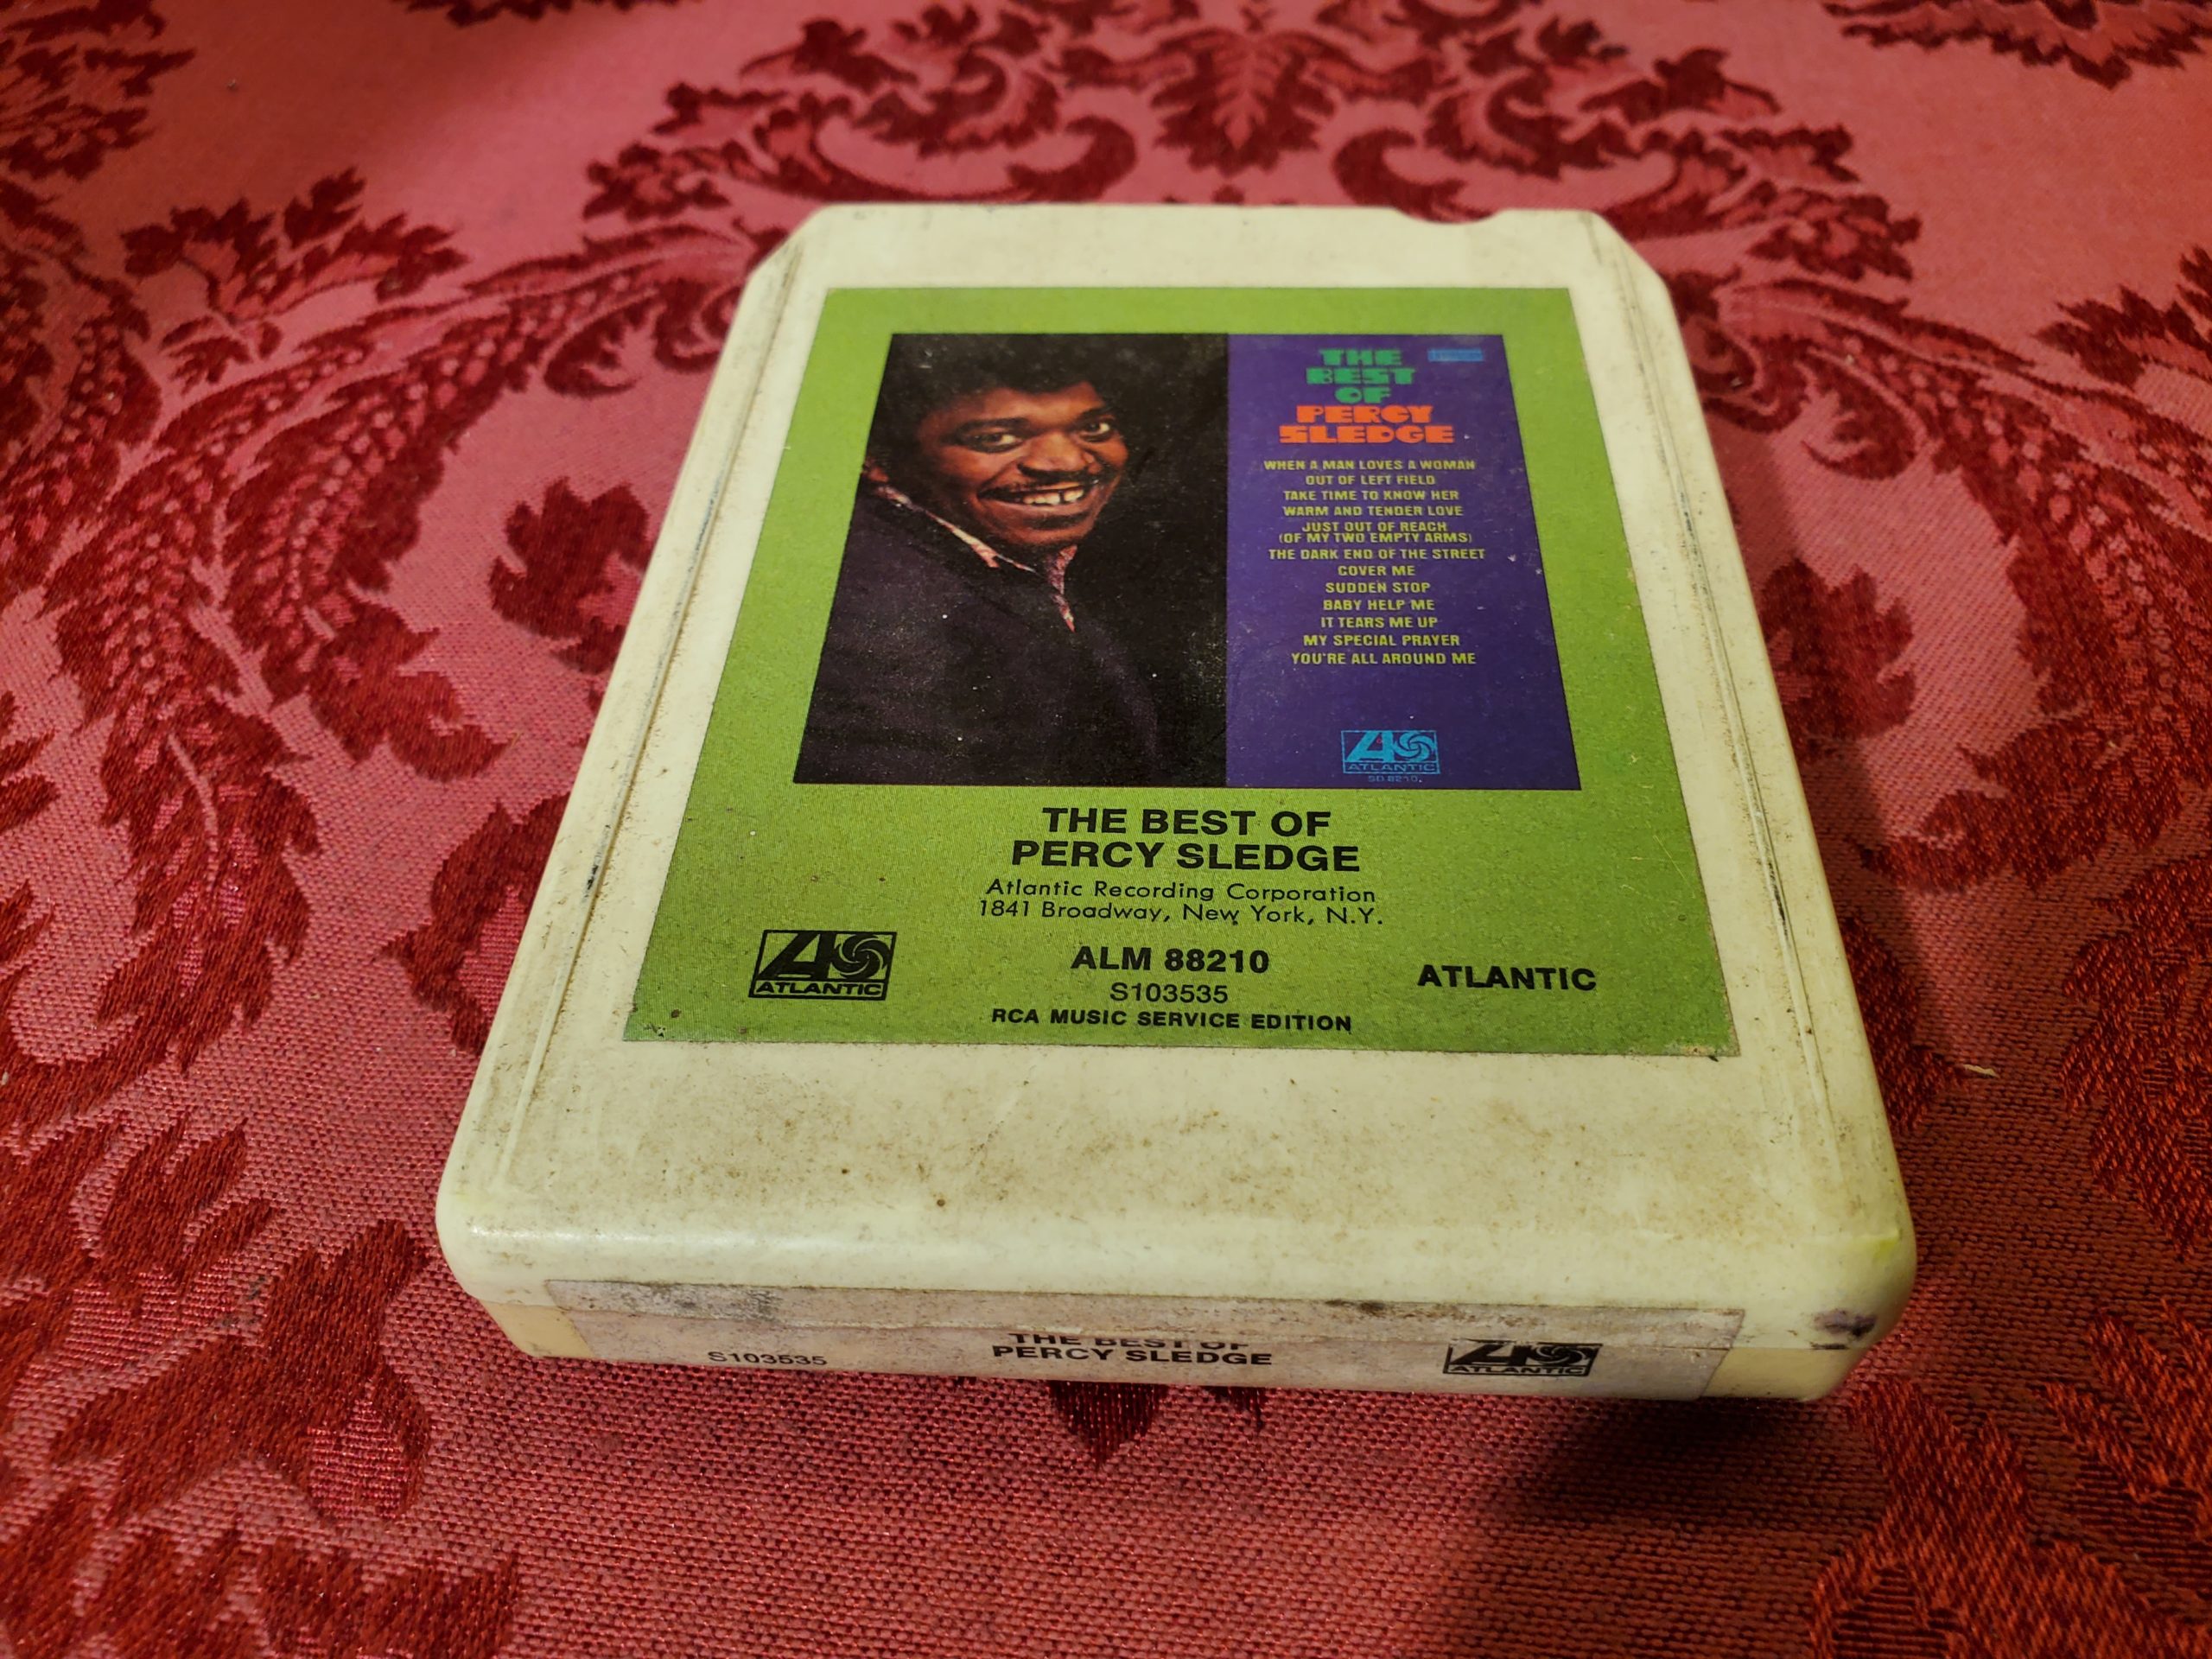 THE
BEST
OF
PERCY
SLEDGE
WHEN A MAN LOVES A WOMAN
OUT OF LEFT FIELD
TAKE TIME TO KNOW HER
WARM AND TENDER LOVE
JUST OUT OF REACH
(OF MY TWO EMPTY ARMS)
THE DARK END OF THE STREET
COVER ME
SUDDEN STOP
BABY HELP ME
IT TEARS ME UP
MY SPECIAL PRAYER
YOU'RE ALL AROUND ME
ATLANTIC
SD 8210
THE BEST OF
PERCY SLEDGE
Atlantic Recording Corporation
1841 Broadway, New York, N.Y.
ATLANTIC
ALM 88210
S103535
RCA MUSIC SERVICE EDITION
ATLANTIC
S103535
THE BEST OF
PERCY SLEDGE
ATLANTIC